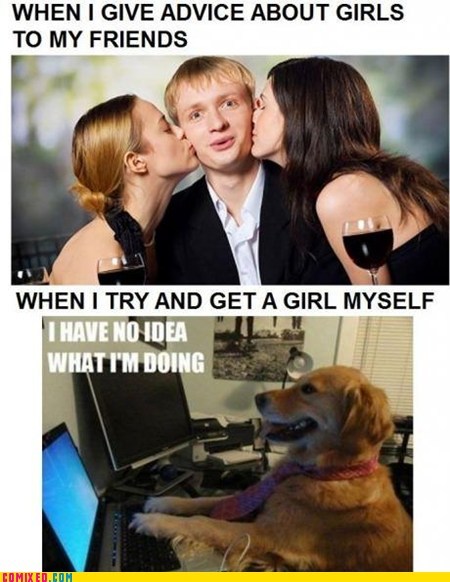 WHEN I GIVE ADVICE ABOUT GIRLS
TO MY FRIENDS
WHEN I TRY AND GET A GIRL MYSELF
I HAVE NO IDEA
WHAT I'M DOING
COMIXED.COM